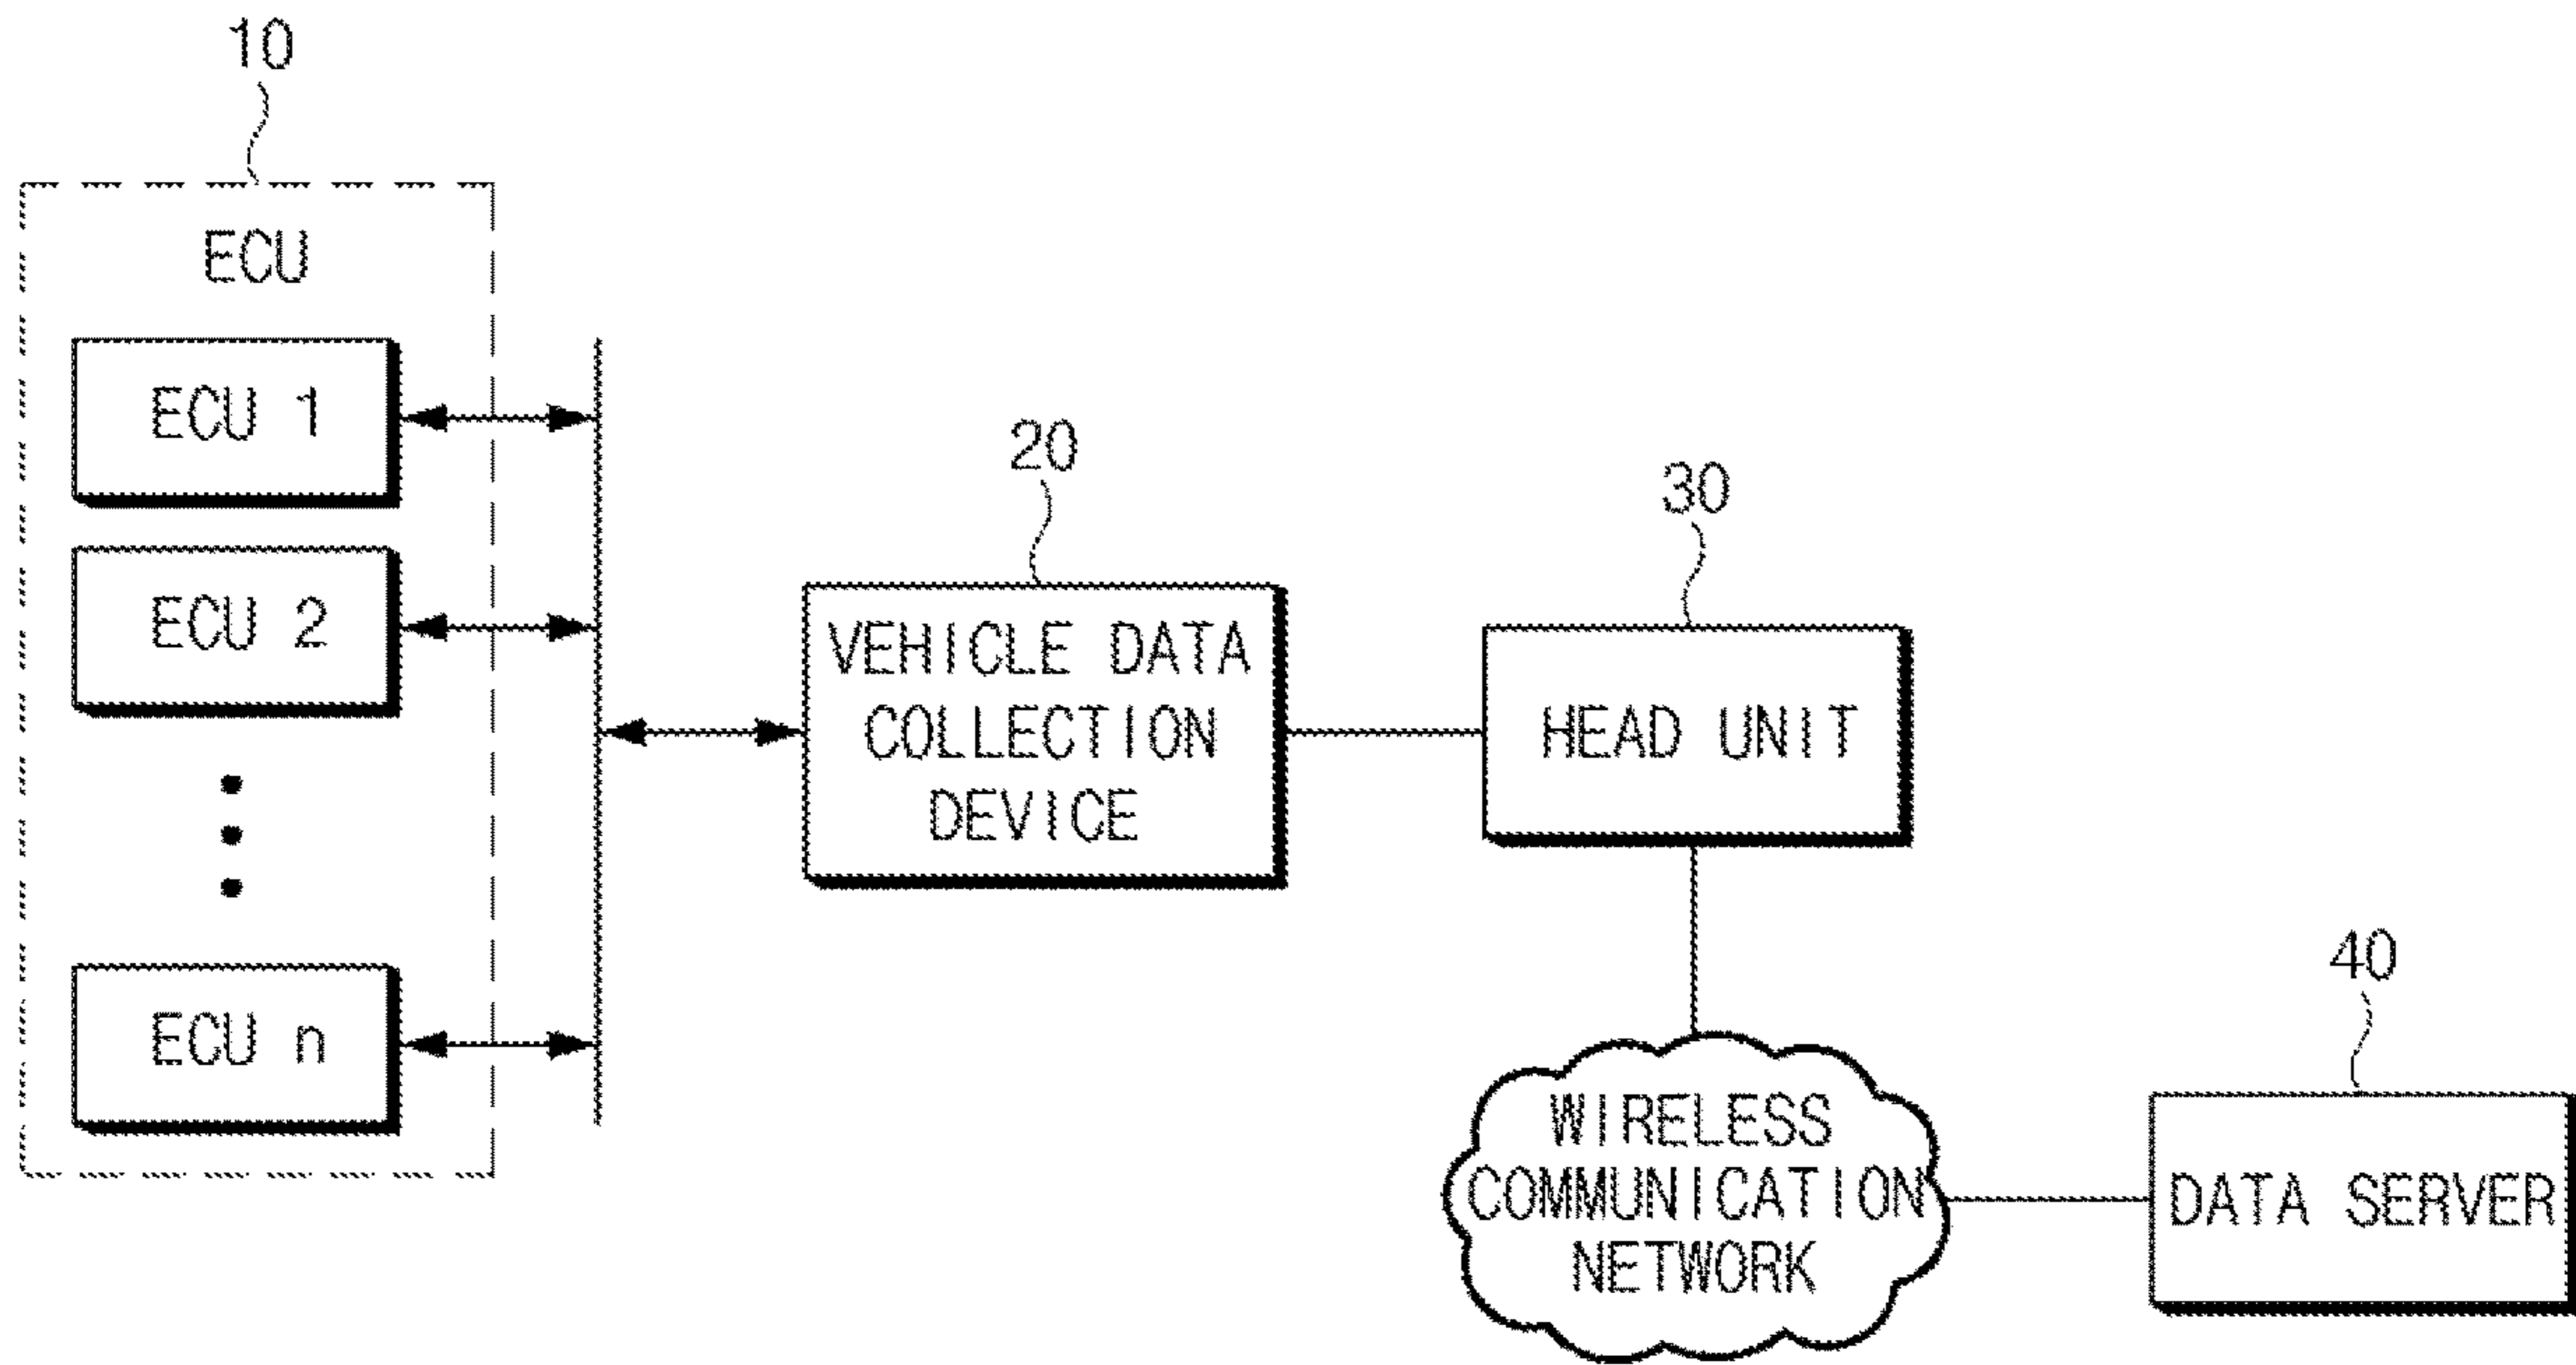 10
ECU
ECU 1
ECU 2
ECU n
20
VEHICLE DATA
COLLECTION
DEVICE
30
HEAD UNIT
WIRELESS
COMMUNICATION
NETWORK
40
DATA SERVER